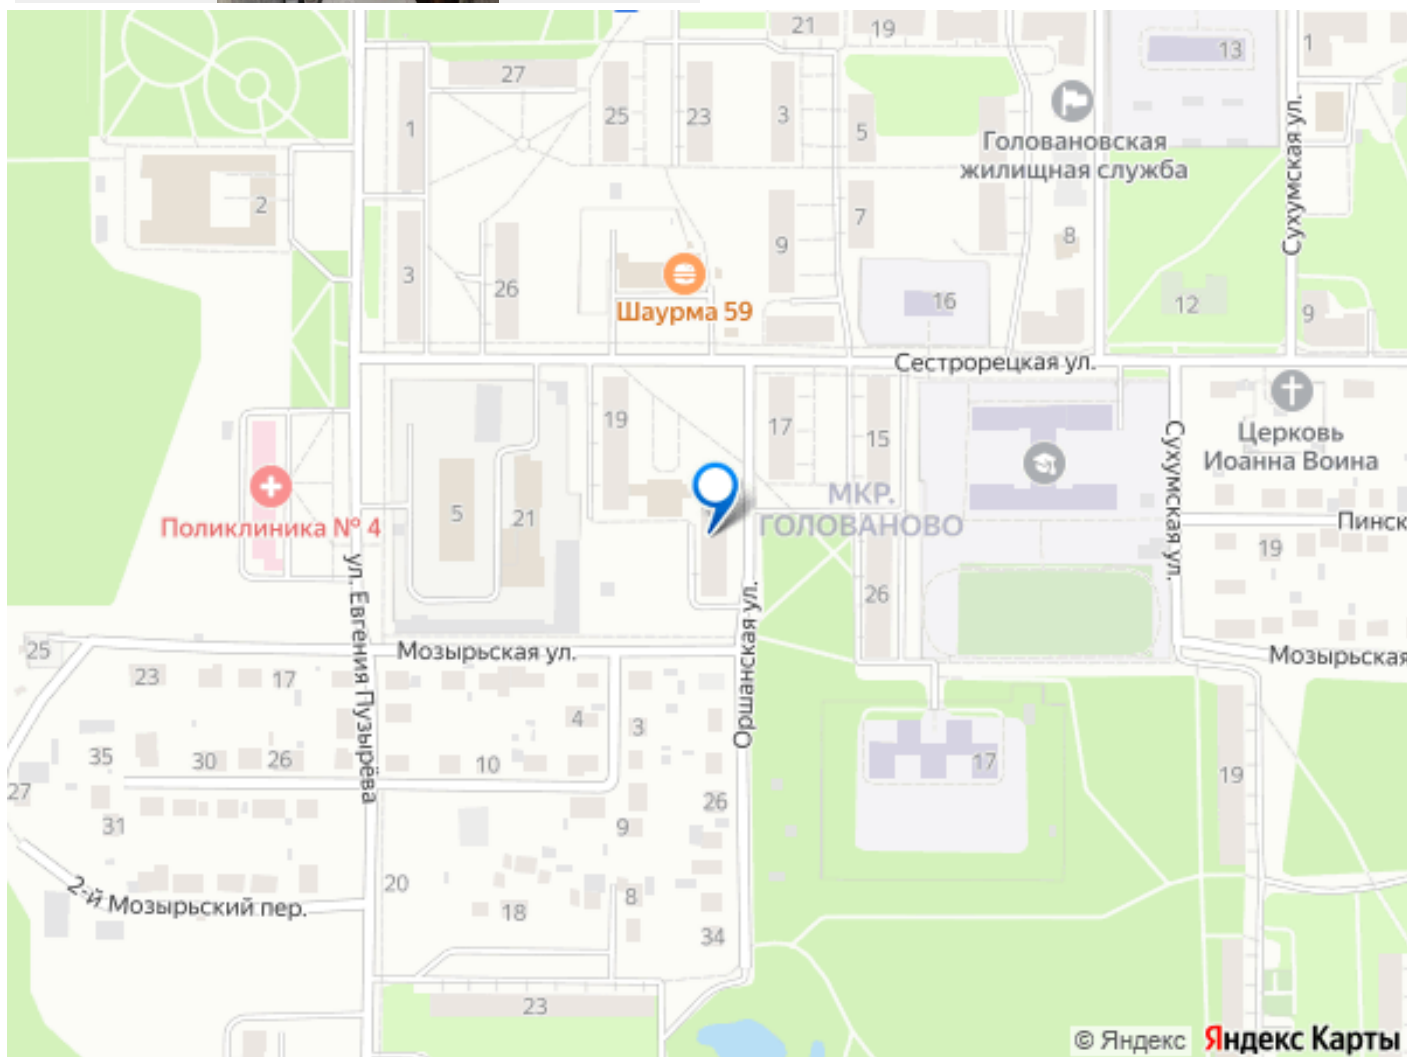 21
19
13
1
27
1
25
23
3
5
Головановская
жилищная служба
Сухумская ул.
2
3
26
9
7
8
Шаурма 59
16
12
9
Сестрорецкая ул.
19
17
15
Церковь
Иоанна Воина
Сухумская ул.
МКР.
ГОЛОВАНОВО
5
21
Поликлиника № 4
Пинск
19
26
ул. Евгения Пузырёва
Оршанская ул.
25
Мозырьская ул.
Мозырьская
23
17
4
3
35
30
26
10
17
19
27
31
26
9
20
2-й Мозырьский пер.
18
8
34
23
© Яндекс Яндекс Карты